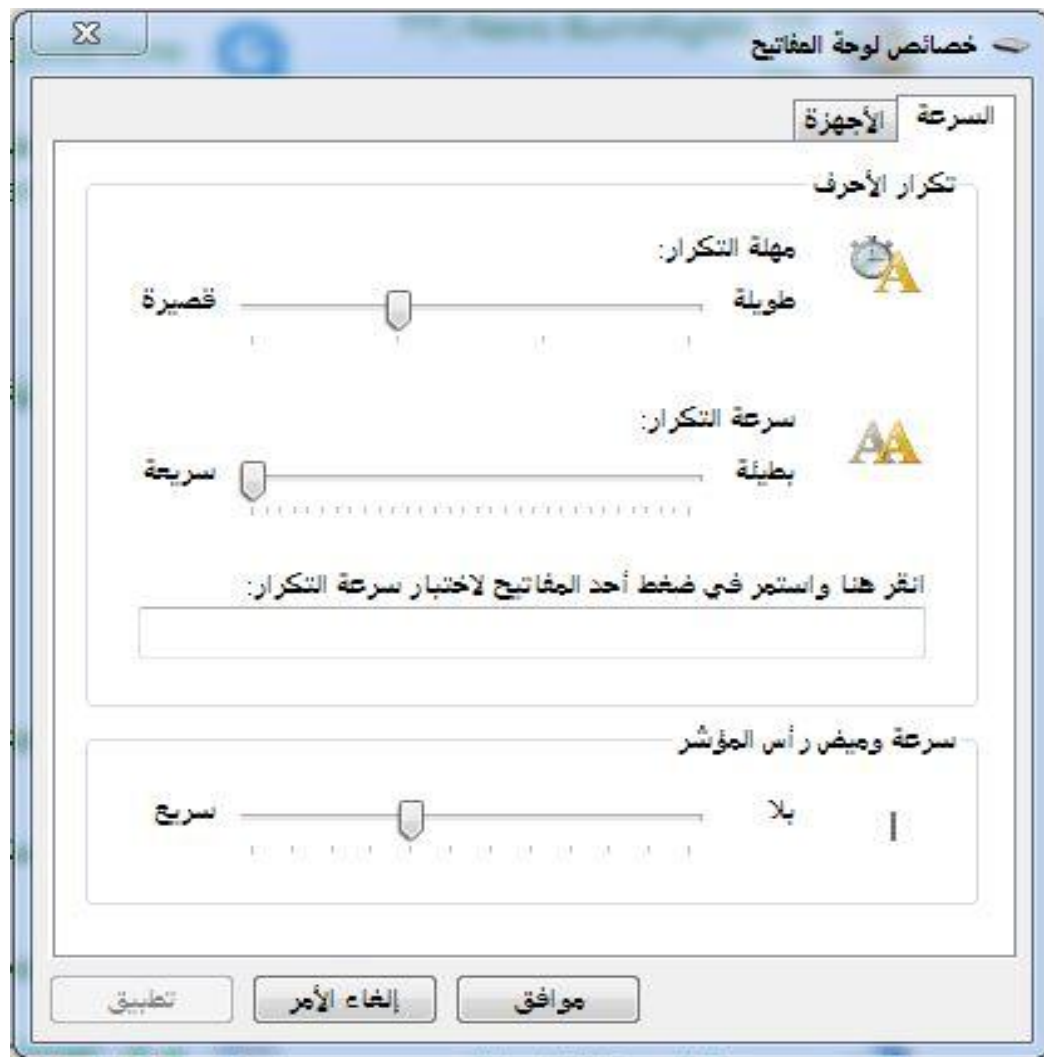 خصائص لوحة المفاتيح
السرعة الأجهزة
تكرار الأحرف
مهلة التكرار:
طويلة قصيرة
سرعة التكرار:
بطيئة سريعة
انقر هنا واستمر في ضغط أحد المفاتيح لاختبار سرعة التكرار:
سرعة وميض رأس المؤشر
بلا سريع
موافق إلغاء الأمر تطبيق